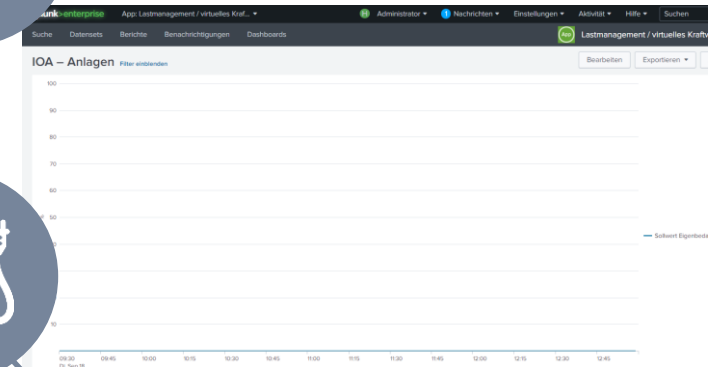 enterprise App: Lastmanagement / virtuelles Kraf... Administrator Nachrichten Einstellungen Aktivität Hilfe Suchen
Suche Datensets Berichte Benachrichtigungen Dashboards App Lastmanagement / virtuelles Kraftw
IOA – Anlagen Filter einblenden Bearbeiten Exportieren
100
90
80
70
60
50
Sollwert Eigenbeda
10
09:30 09:45 10:00 10:15 10:30 10:45 11:00 11:15 11:30 11:45 12:00 12:15 12:30 12:45